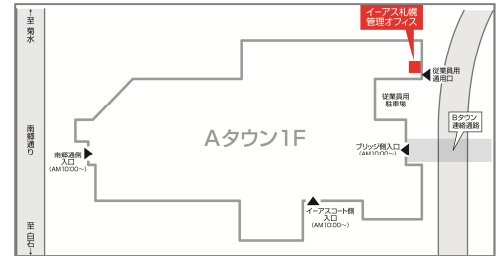 ↑至 菊水
南郷通り
至 白石↓
イーアス札幌
管理オフィス
従業員用
通用口
従業員用
駐車場
Aタウン1F
Bタウン
連絡通路
南郷通側
入口
(AM10:00～)
ブリッジ側入口
(AM10:00～)
イーアスコート側
入口
(AM10:00～)